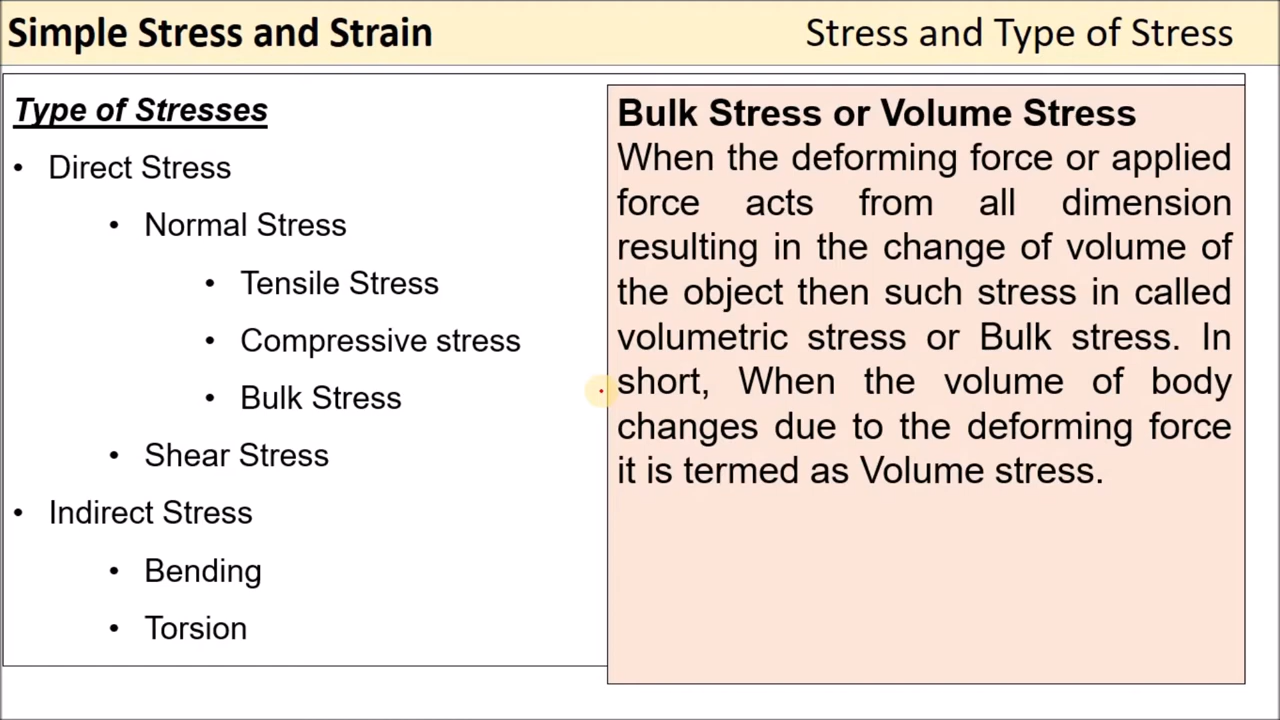 Simple Stress and Strain
Stress and Type of Stress
Type of Stresses
• Direct Stress
• Normal Stress
• Tensile Stress
• Compressive stress
• Bulk Stress
• Shear Stress
• Indirect Stress
• Bending
• Torsion
Bulk Stress or Volume Stress
When the deforming force or applied
force acts from all dimension
resulting in the change of volume of
the object then such stress in called
volumetric stress or Bulk stress. In
short, When the volume of body
changes due to the deforming force
it is termed as Volume stress.